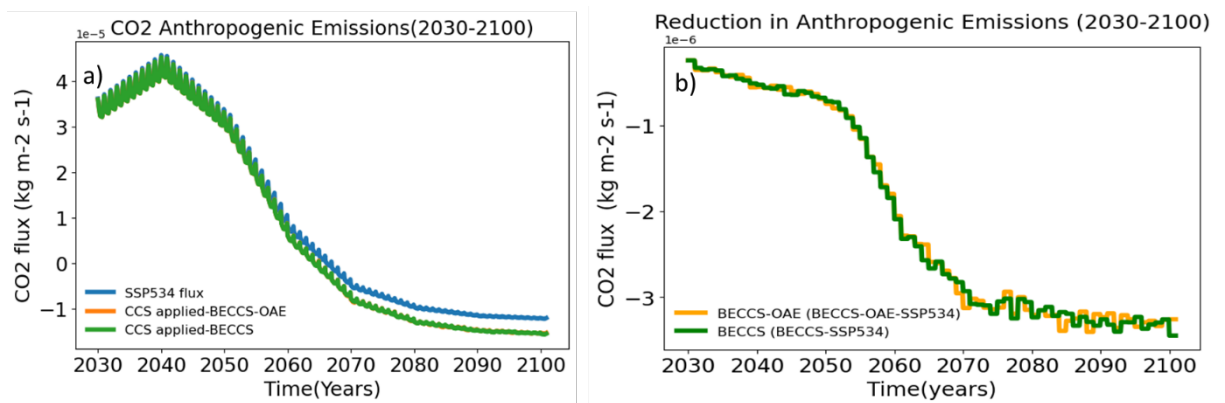 CO2 Anthropogenic Emissions(2030-2100)
1e−5
a)
CO2 flux (kg m-2 s-1)
4
3
2
1
0
−1
SSP534 flux
CCS applied-BECCS-OAE
CCS applied-BECCS
2030 2040 2050 2060 2070 2080 2090 2100
Time(Years)
Reduction in Anthropogenic Emissions (2030-2100)
1e−6
b)
CO2 flux (kg m-2 s-1)
−1
−2
−3
BECCS-OAE (BECCS-OAE-SSP534)
BECCS (BECCS-SSP534)
2030 2040 2050 2060 2070 2080 2090 2100
Time(years)